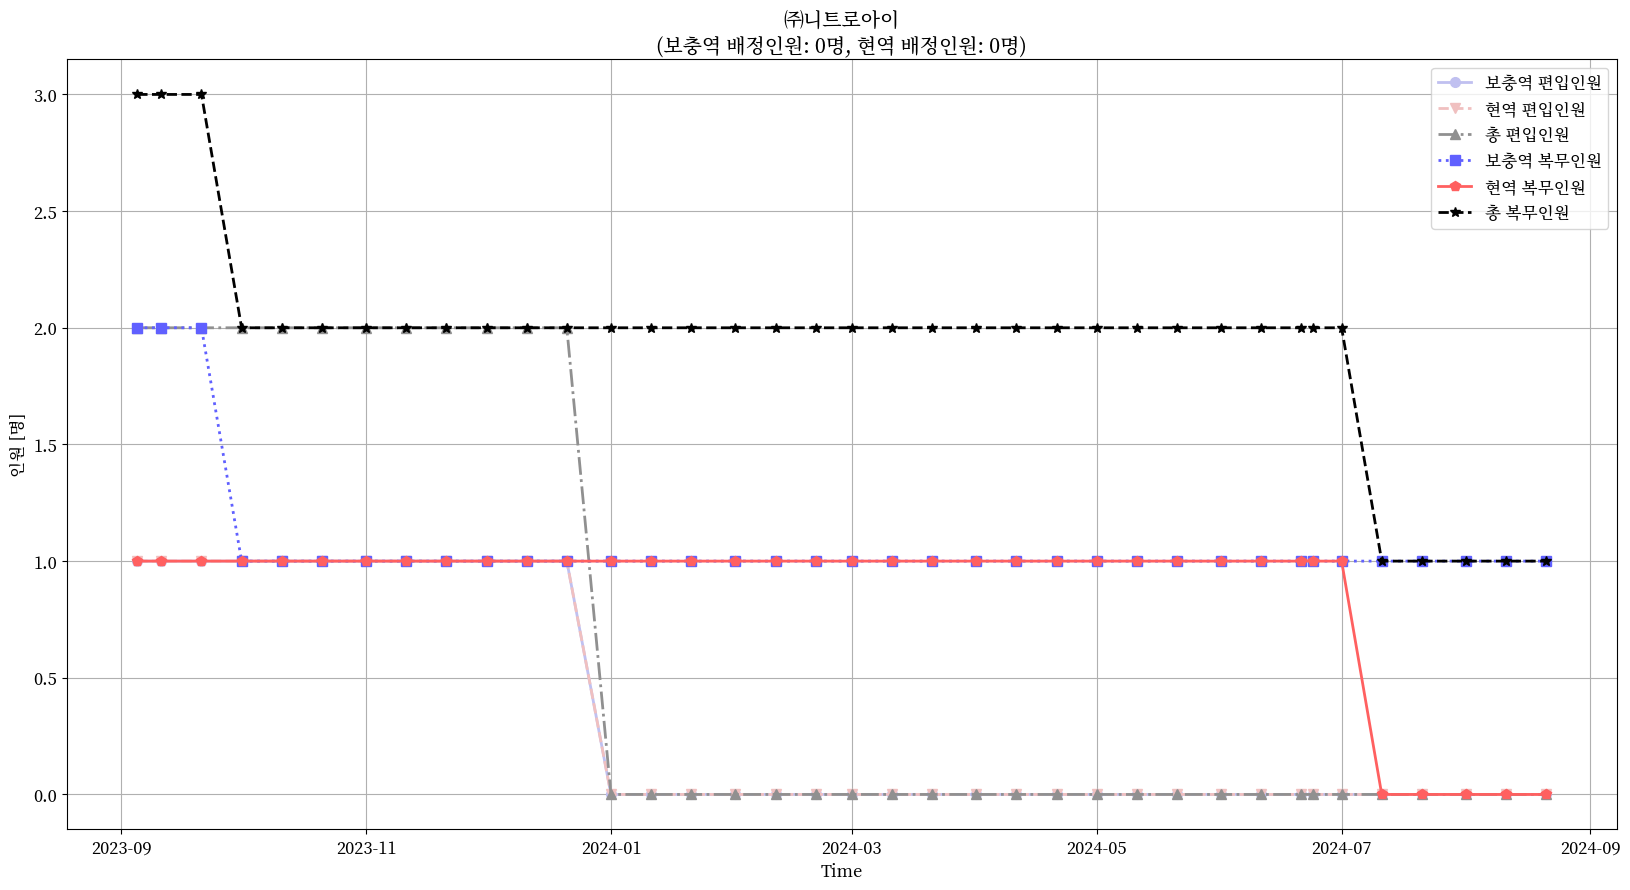 ㈜니트로아이
(보충역 배정인원: 0명, 현역 배정인원: 0명)
보충역 편입인원
현역 편입인원
총 편입인원
보충역 복무인원
현역 복무인원
총 복무인원
인원 [명]
3.0
2.5
2.0
1.5
1.0
0.5
0.0
2023-09
2023-11
2024-01
2024-03
2024-05
2024-07
2024-09
Time